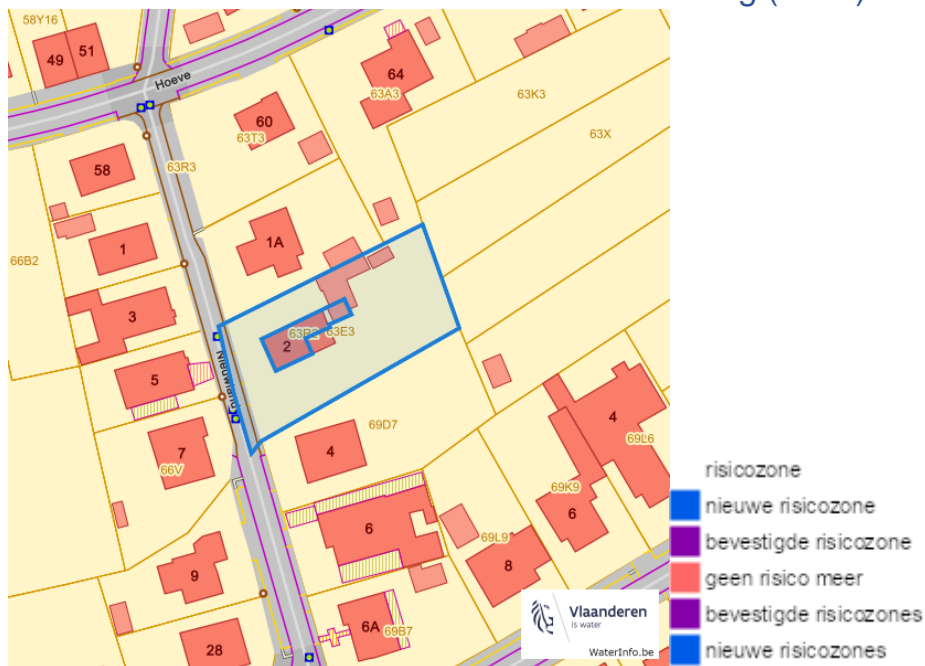 g (
58Y16
49
51
Hoeve
64
63A3
63K3
63X
60
63T3
63R3
58
1
1A
66B2
3
2
63E3
Nieuwland
5
7
66V
4
69D7
4
69L6
6
69K9
6
69L9
8
9
6A
69B7
28
Vlaanderen
is water
WaterInfo.be
risicozone
nieuwe risicozone
bevestigde risicozone
geen risico meer
bevestigde risicozones
nieuwe risicozones